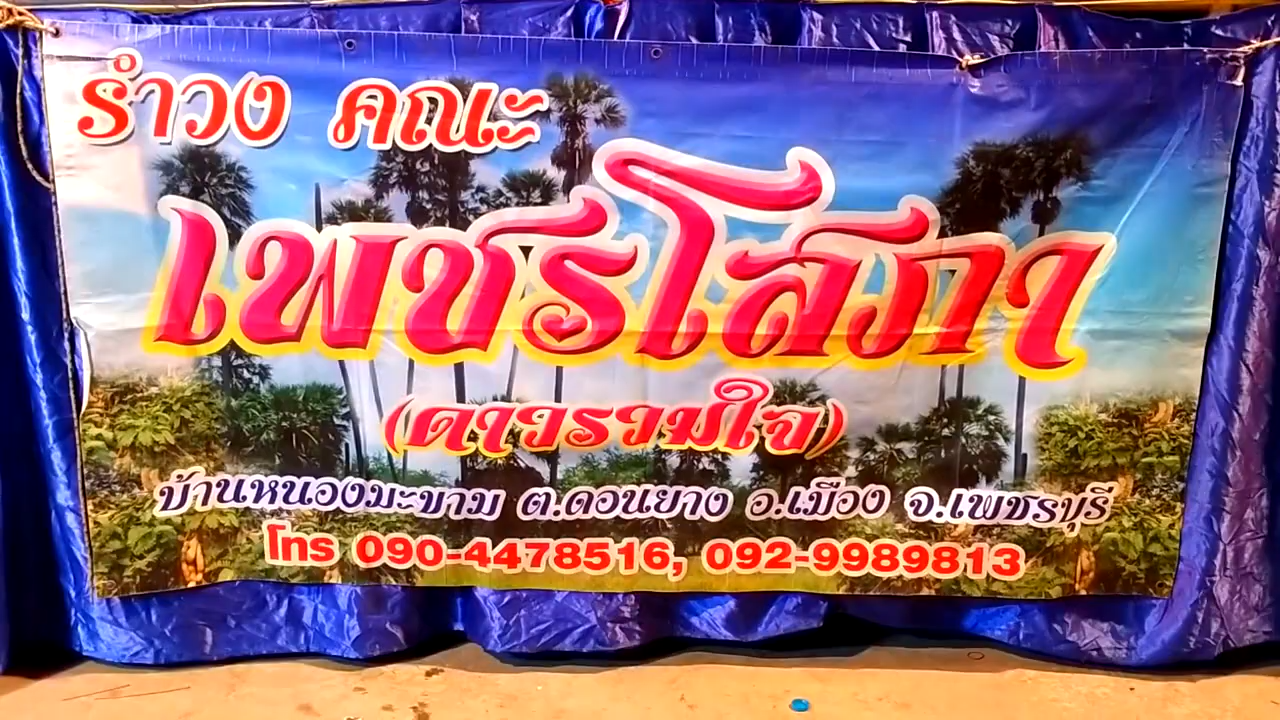 รำวง คณะ
เพชรโสภา
(ดาวรวมใจ)
บ้านหนองมะขาม ต.ดอนยาง อ.เมือง จ.เพชรบุรี
โทร 090-4478516, 092-9989813